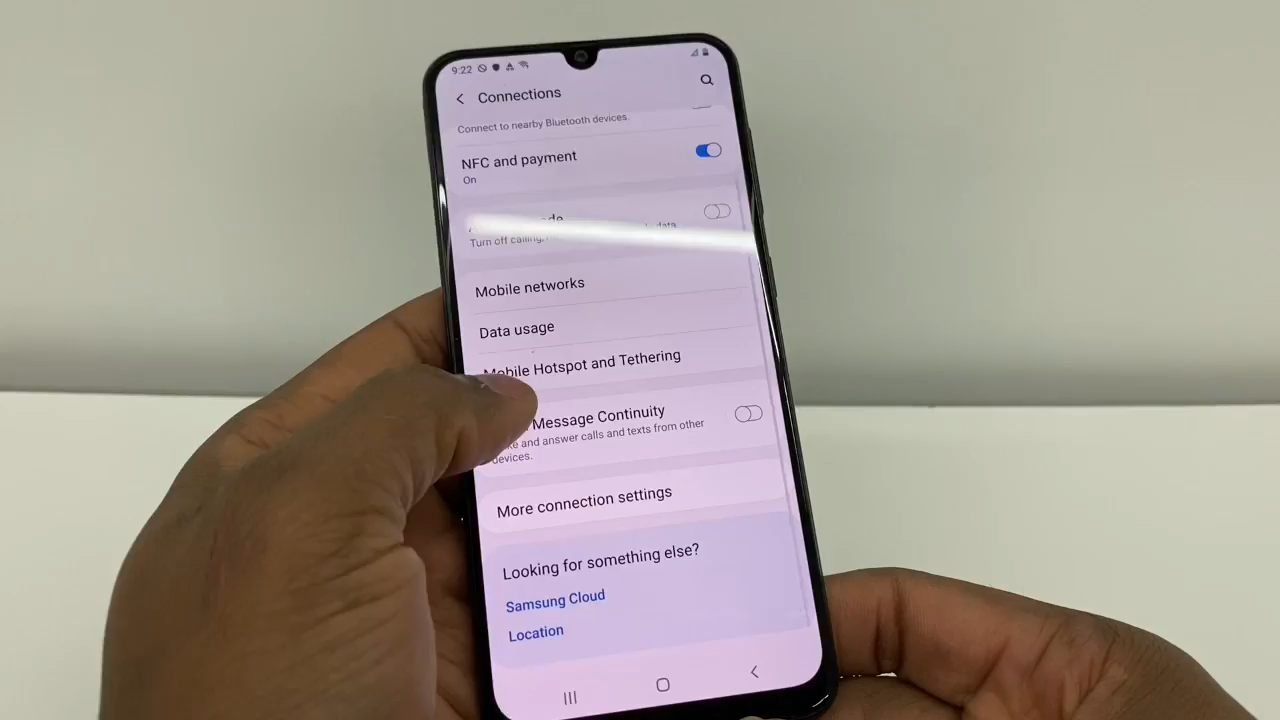 9:22
Connections
Connect to nearby Bluetooth devices.
NFC and payment
On
Turn off calling,
Mobile networks
Data usage
Mobile Hotspot and Tethering
Message Continuity
and answer calls and texts from other
devices.
More connection settings
Looking for something else?
Samsung Cloud
Location